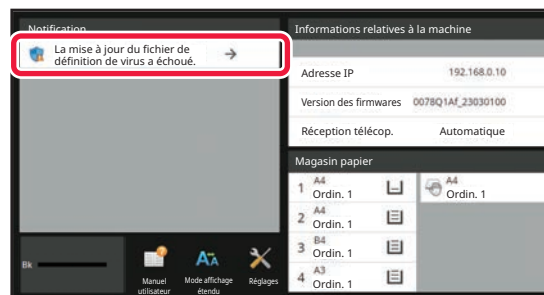 Notification
La mise à jour du fichier de
définition de virus a échoué.
Informations relatives à la machine
Adresse IP 192.168.0.10
Version des firmwares 0078Q1Af_23030100
Réception télécop. Automatique
Magasin papier
1 A4
Ordin. 1
A4
Ordin. 1
2 A4
Ordin. 1
3 B4
Ordin. 1
4 A3
Ordin. 1
Bk
Manuel
utilisateur
Mode affichage
étendu
Réglages